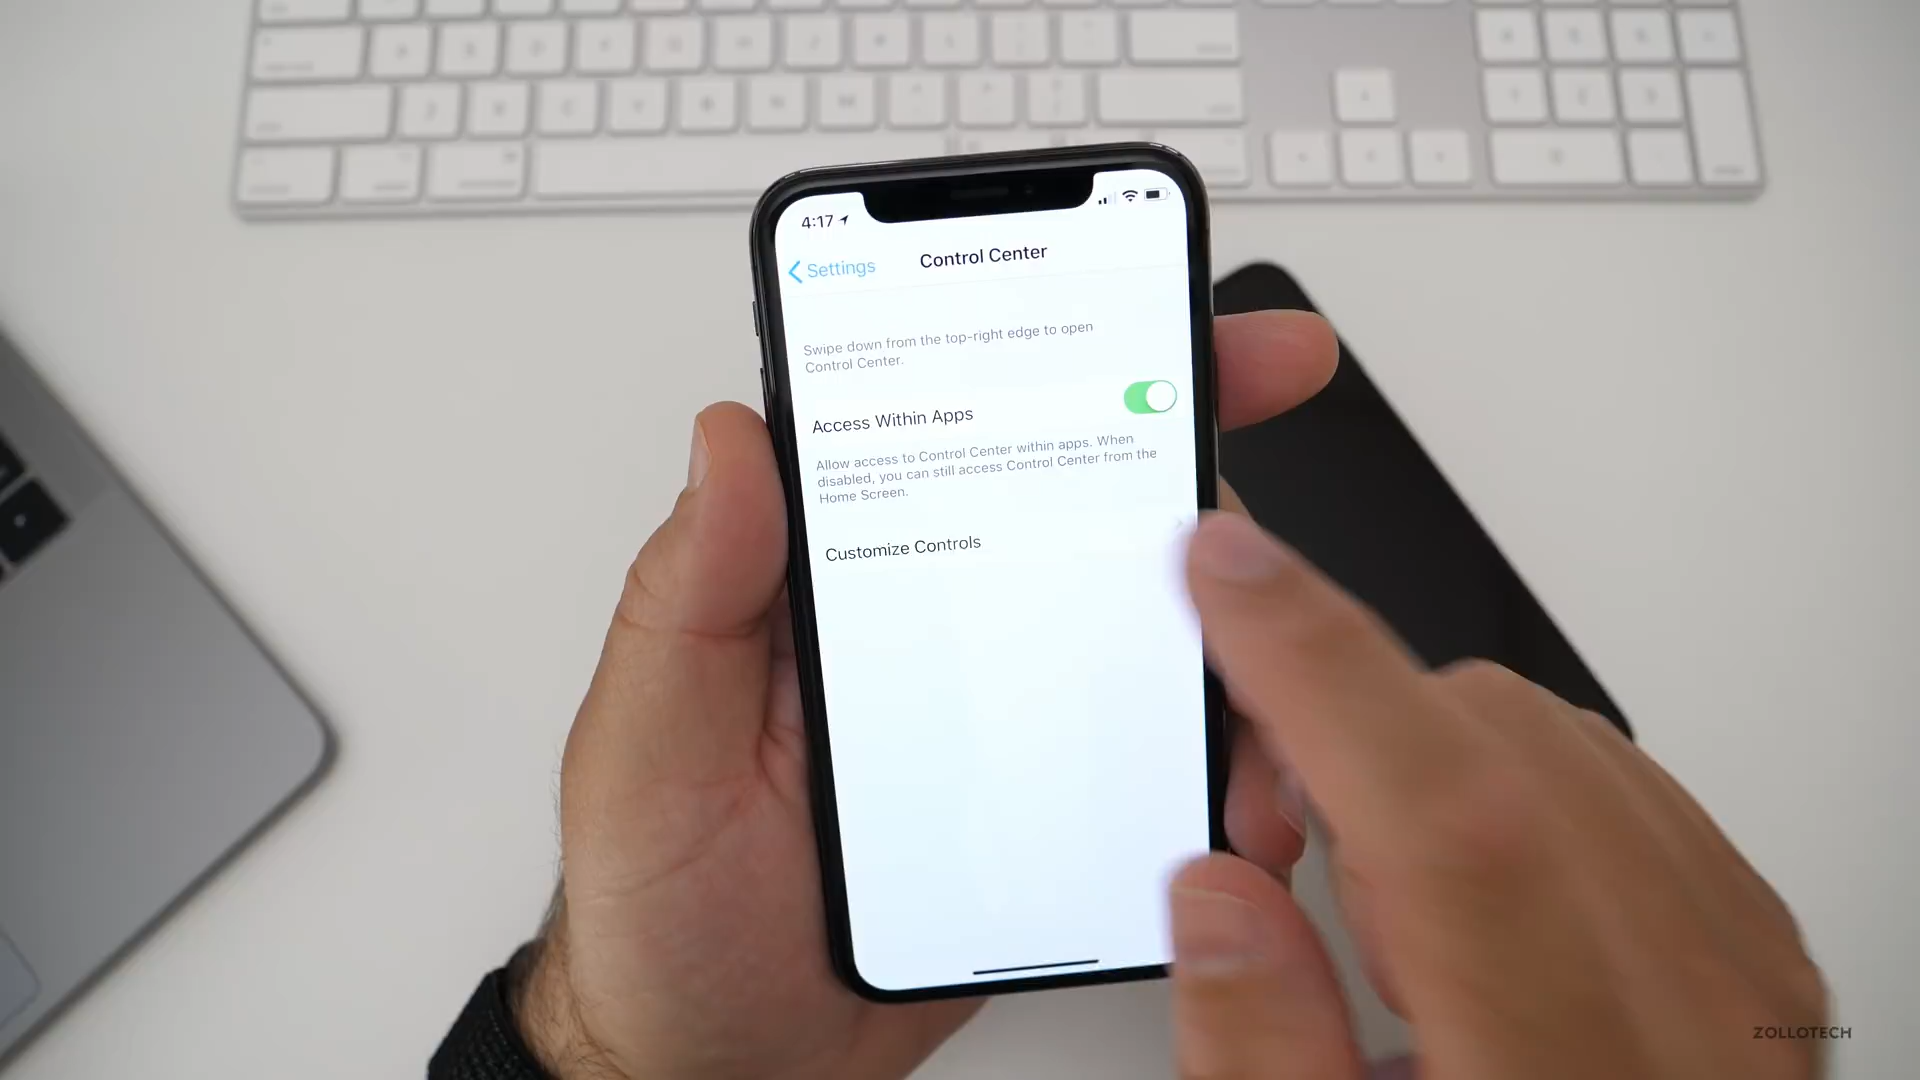 4:17
Settings
Control Center
Swipe down from the top-right edge to open
Control Center.
Access Within Apps
Allow access to Control Center within apps. When
disabled, you can still access Control Center from the
Home Screen.
Customize Controls
ZOLLOTECH